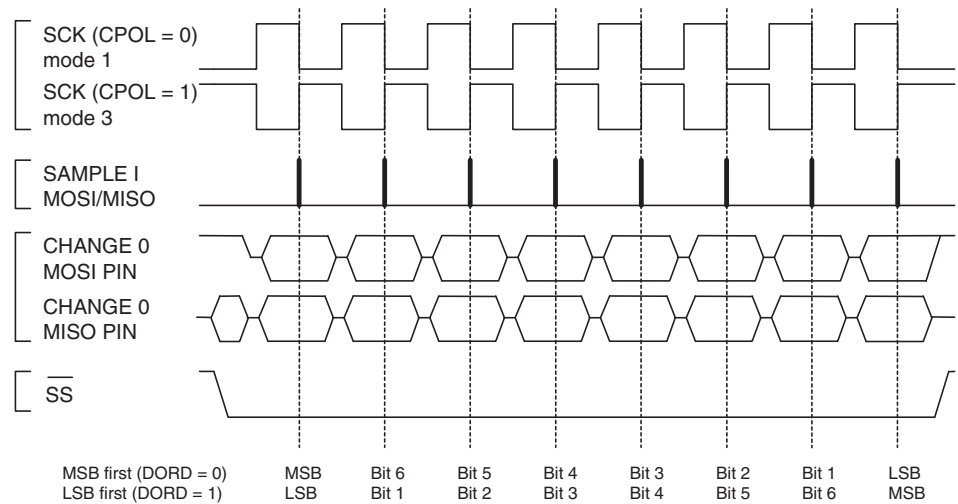 SCK (CPOL = 0)
mode 1
SCK (CPOL = 1)
mode 3
SAMPLE I
MOSI/MISO
CHANGE 0
MOSI PIN
CHANGE 0
MISO PIN
SS
MSB first (DORD = 0) MSB Bit 6 Bit 5 Bit 4 Bit 3 Bit 2 Bit 1 LSB
LSB first (DORD = 1) LSB Bit 1 Bit 2 Bit 3 Bit 4 Bit 5 Bit 6 MSB